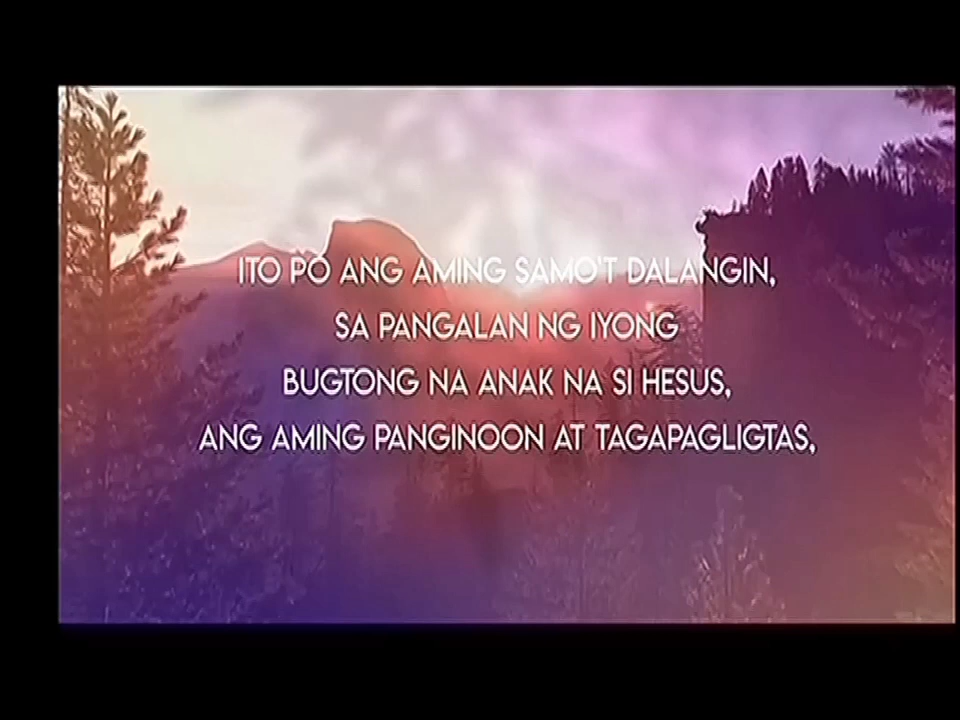 ITO PO ANG AMING SAMO'T DALANGIN,
SA PANGALAN NG IYONG
BUGTONG NA ANAK NA SI HESUS,
ANG AMING PANGINOON AT TAGAPAGLIGTAS,